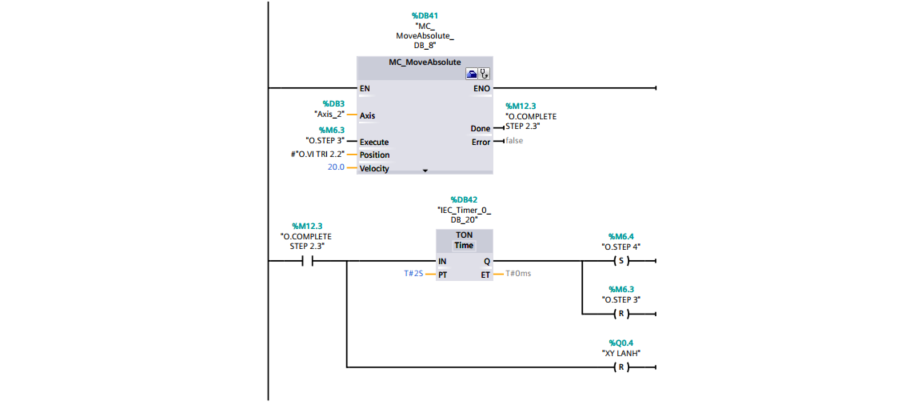 %DB41
"MC_
MoveAbsolute_
DB_8"
MC_MoveAbsolute
EN
ENO
%DB3
"Axis_2"
Axis
%M12.3
"O.COMPLETE
STEP 2.3"
Done
%M6.3
"O.STEP 3"
Execute
Error
false
#"O.VI TRI 2.2"
Position
20.0
Velocity
%DB42
"IEC_Timer_0_
DB_20"
%M12.3
"O.COMPLETE
STEP 2.3"
TON
Time
IN
Q
T#2S
PT
ET
T#0ms
%M6.4
"O.STEP 4"
S
%M6.3
"O.STEP 3"
R
%Q0.4
"XY LANH"
R